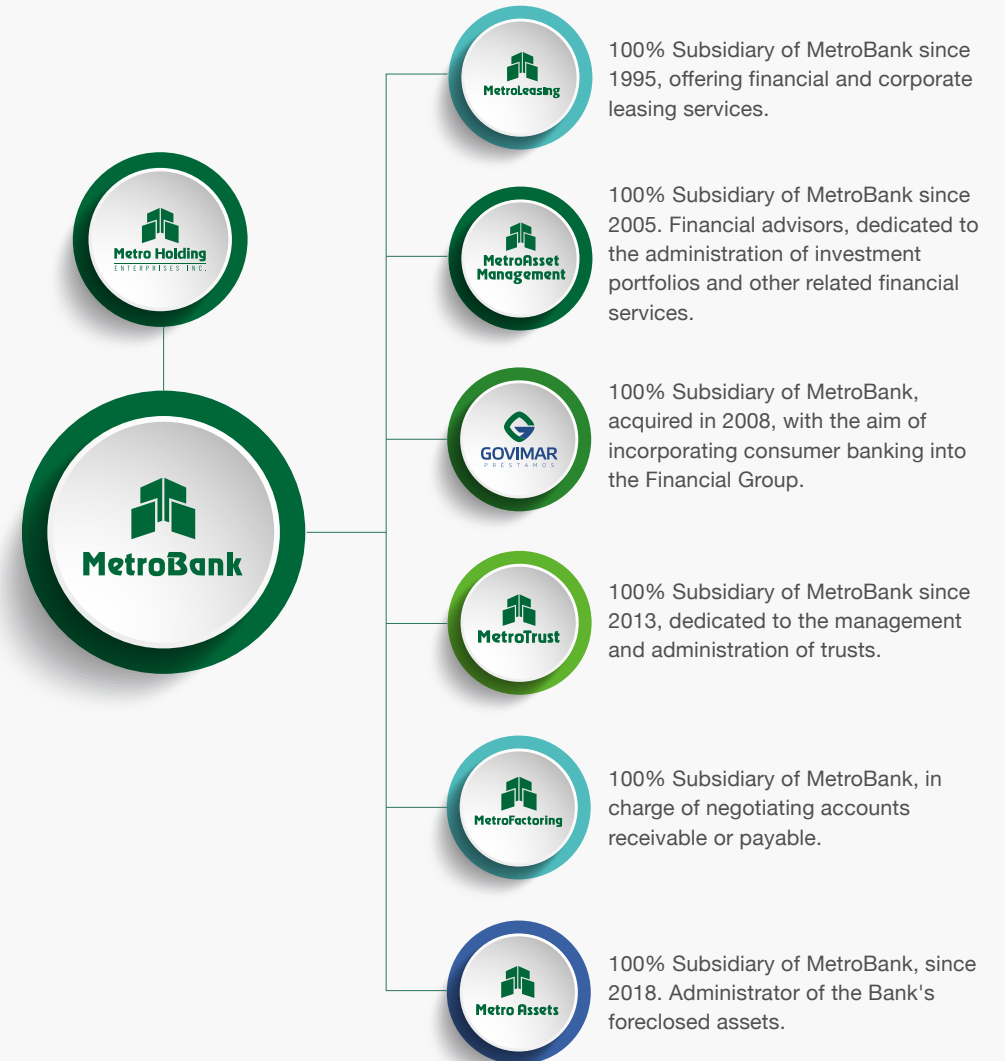 Metro Holding
ENTERPRISES INC.
MetroBank
MetroLeasing
100% Subsidiary of MetroBank since
1995, offering financial and corporate
leasing services.
MetroAsset
Management
100% Subsidiary of MetroBank since
2005. Financial advisors, dedicated to
the administration of investment
portfolios and other related financial
services.
GOVIMAR
PRÉSTAMOS
100% Subsidiary of MetroBank,
acquired in 2008, with the aim of
incorporating consumer banking into
the Financial Group.
MetroTrust
100% Subsidiary of MetroBank since
2013, dedicated to the management
and administration of trusts.
MetroFactoring
100% Subsidiary of MetroBank, in
charge of negotiating accounts
receivable or payable.
Metro Assets
100% Subsidiary of MetroBank, since
2018. Administrator of the Bank's
foreclosed assets.